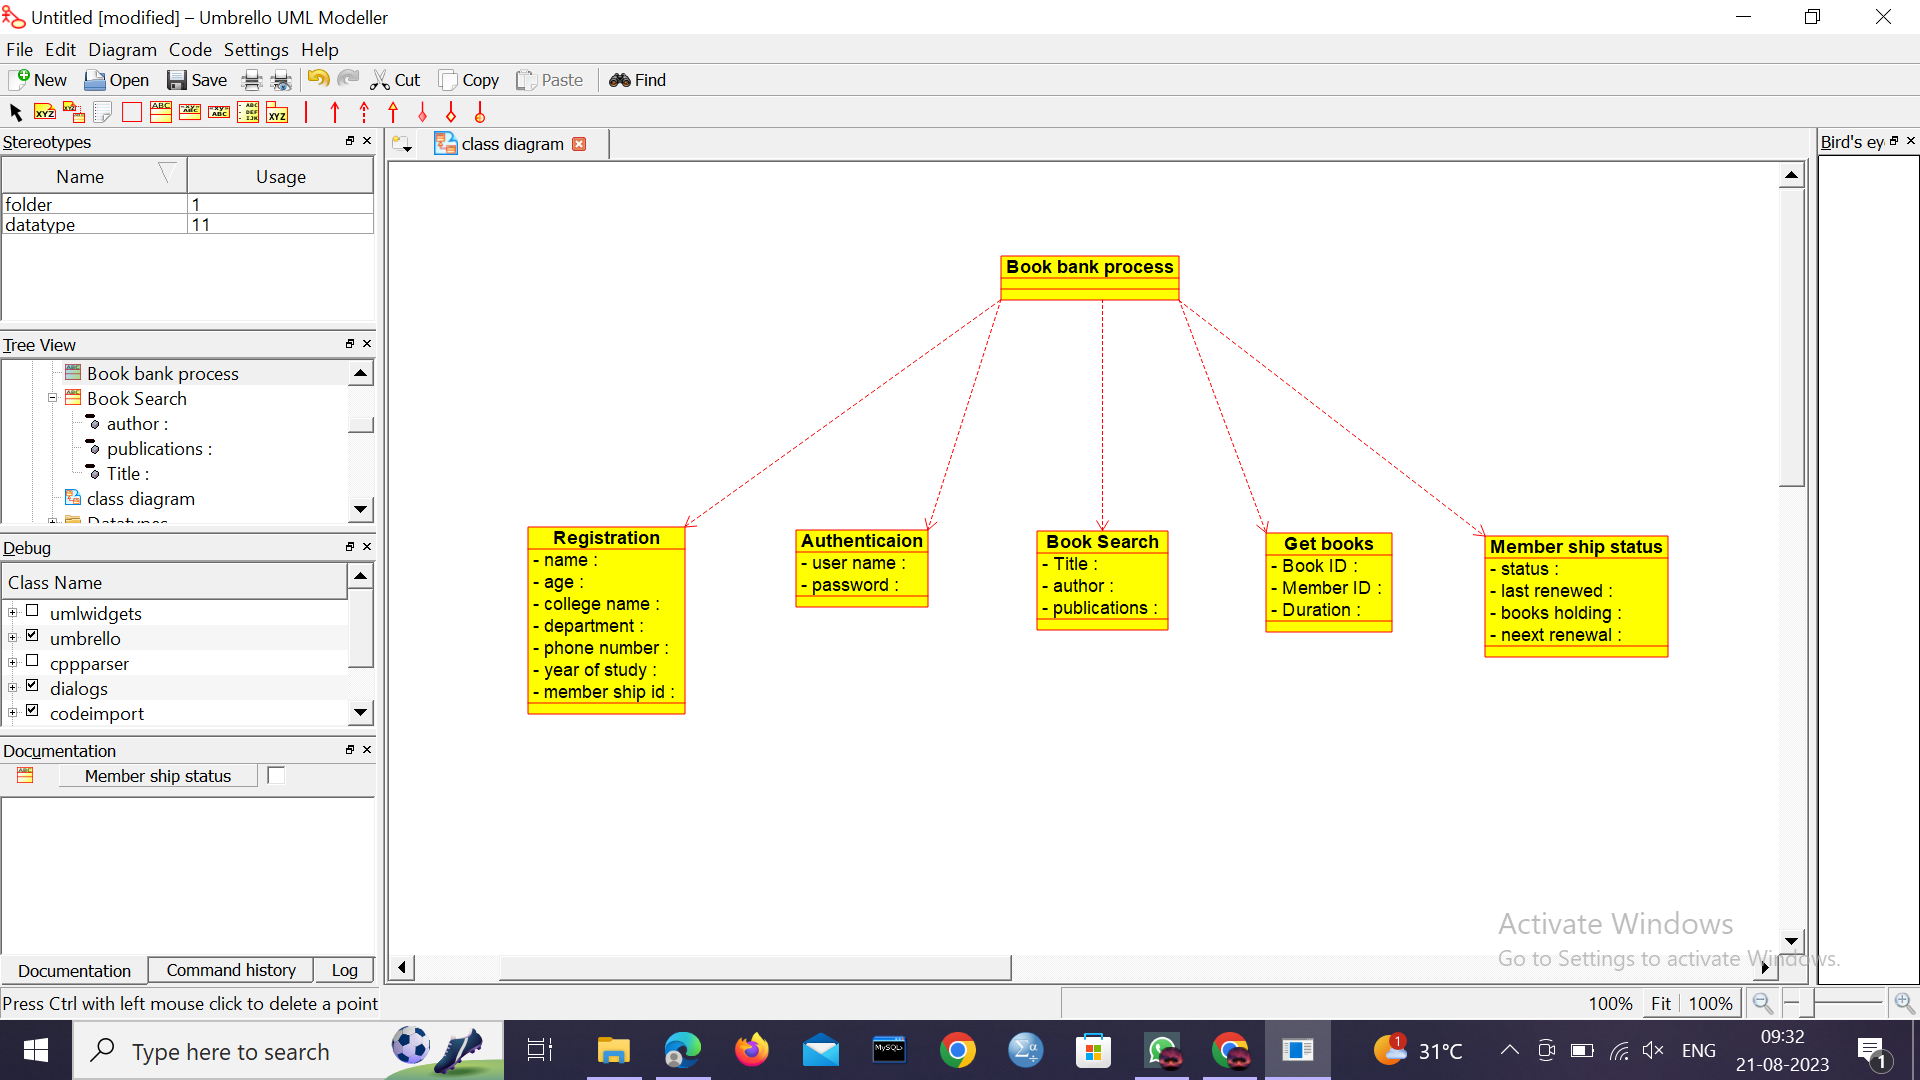 Untitled [modified] – Umbrello UML Modeller
File Edit Diagram Code Settings Help
New Open Save Cut Copy Paste Find
class diagram
Stereotypes
Name Usage
folder 1
datatype 11
Tree View
Book bank process
Book Search
author :
publications :
Title :
class diagram
Datatypes
Debug
Class Name
umlwidgets
umbrello
cppparser
dialogs
codeimport
Documentation
Member ship status
Documentation Command history Log
Press Ctrl with left mouse click to delete a point
Bird's ey
Book bank process
Registration
- name :
- age :
- college name :
- department :
- phone number :
- year of study :
- member ship id :
Authenticaion
- user name :
- password :
Book Search
- Title :
- author :
- publications :
Get books
- Book ID :
- Member ID :
- Duration :
Member ship status
- status :
- last renewed :
- books holding :
- neext renewal :
Activate Windows
Go to Settings to activate Windows.
100% Fit 100%
Type here to search
MySQL
1
31°C
ENG
09:32
21-08-2023
1